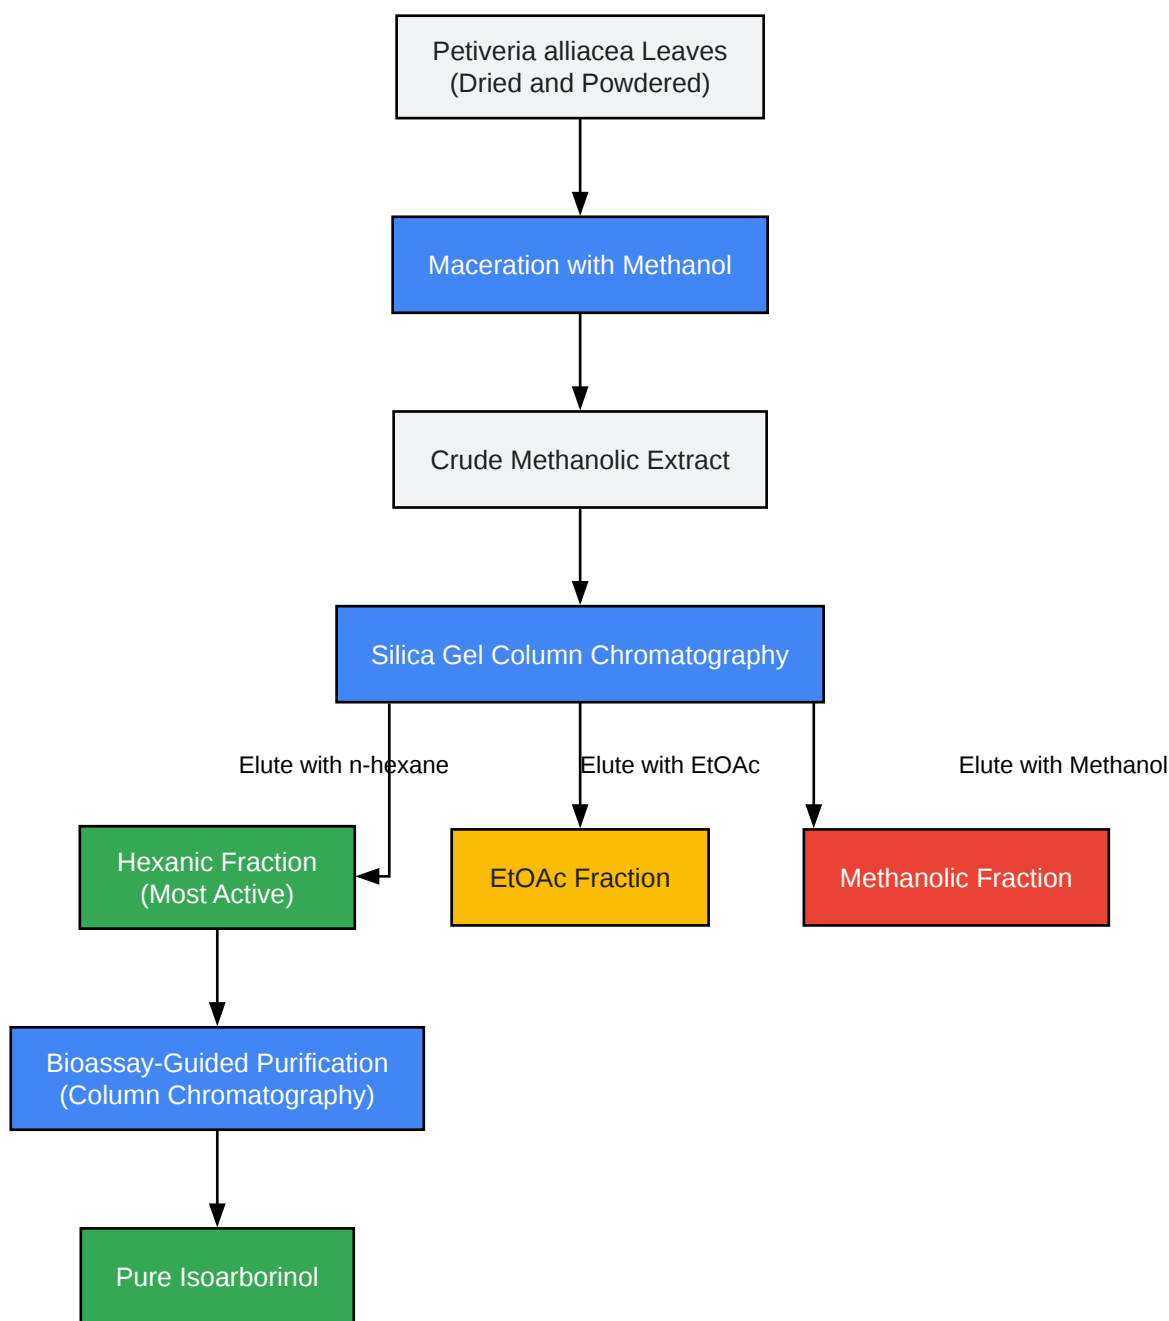 Petiveria alliacea Leaves
(Dried and Powdered)
Maceration with Methanol
Crude Methanolic Extract
Silica Gel Column Chromatography
Elute with n-hexane
Elute with EtOAc
Elute with Methanol
Hexanic Fraction
(Most Active)
EtOAc Fraction
Methanolic Fraction
Bioassay-Guided Purification
(Column Chromatography)
Pure Isoarborinol